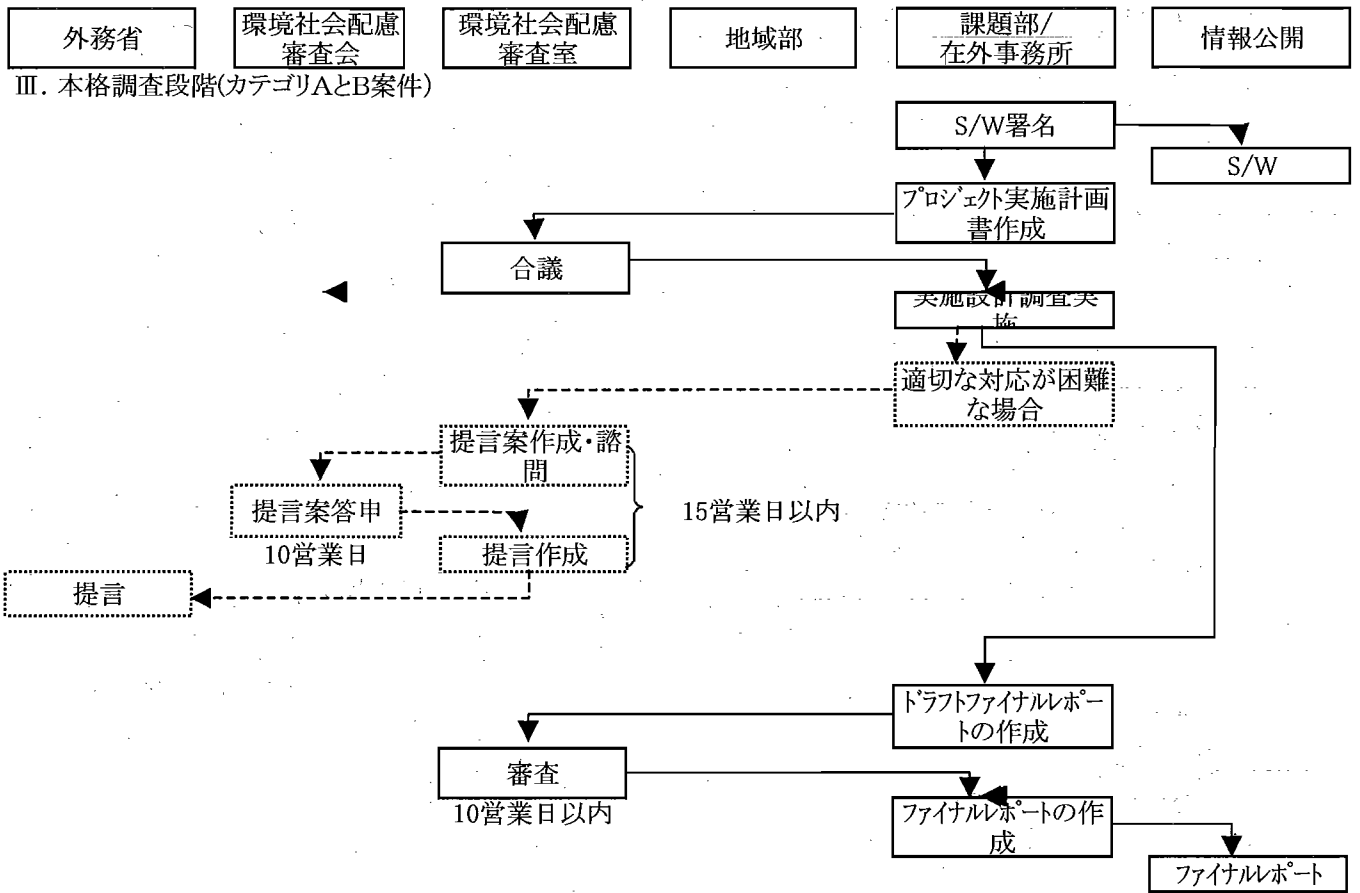 外務省
環境社会配慮
審査会
環境社会配慮
審査室
地域部
課題部/
在外事務所
情報公開
Ⅲ. 本格調査段階(カテゴリAとB案件)
S/W署名
S/W
プロジェクト実施計画
書作成
合議
実施設計調査実
施
適切な対応が困難
な場合
提言案作成・諮
問
提言案答申
15営業日以内
10営業日
提言作成
提言
ドラフトファイナルレポー
トの作成
審査
10営業日以内
ファイナルレポートの作
成
ファイナルレポート